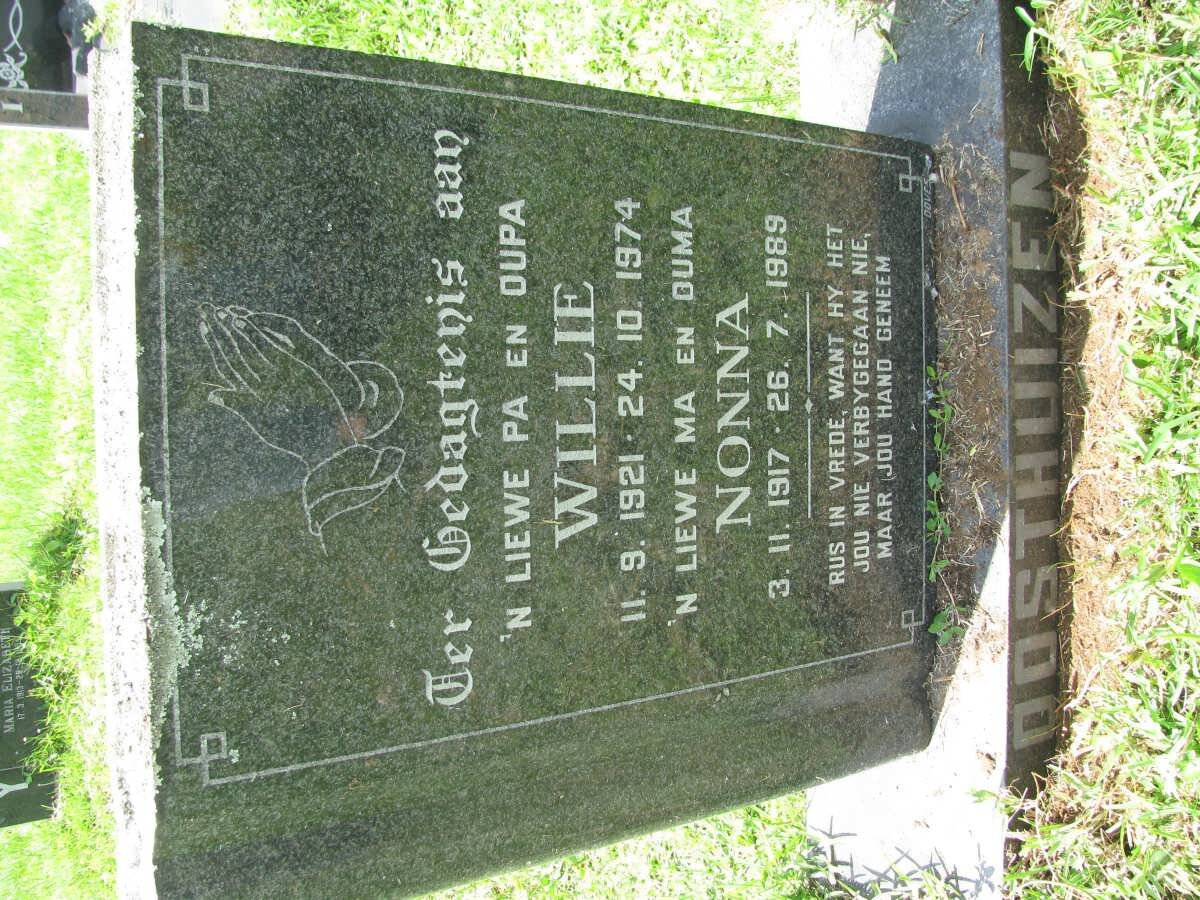 Ter Gedagtenis aan
'N LIEWE PA EN OUPA
WILLIE
11. 9. 1921 · 24. 10. 1974
'N LIEWE MA EN OUMA
NONNA
3. 11. 1917 · 26. 7. 1989
RUS IN VREDE, WANT HY HET
JOU NIE VERBYGEGAAN NIE,
MAAR JOU HAND GENEEM
OOSTHUIZEN
MARIA ELIZABETH